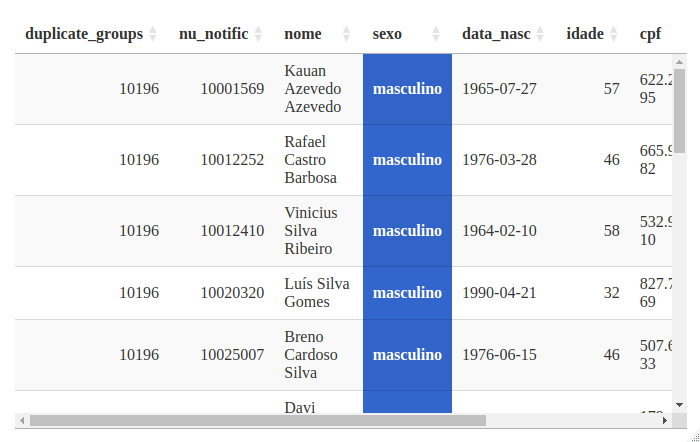 duplicate_groups nu_notific nome sexo data_nasc idade cpf
10196 10001569 Kauan Azevedo Azevedo masculino 1965-07-27 57 622.2 95
10196 10012252 Rafael Castro Barbosa masculino 1976-03-28 46 665.9 82
10196 10012410 Vinicius Silva Ribeiro masculino 1964-02-10 58 532.9 10
10196 10020320 Luís Silva Gomes masculino 1990-04-21 32 827.7 69
10196 10025007 Breno Cardoso Silva masculino 1976-06-15 46 507.6 33
Davi